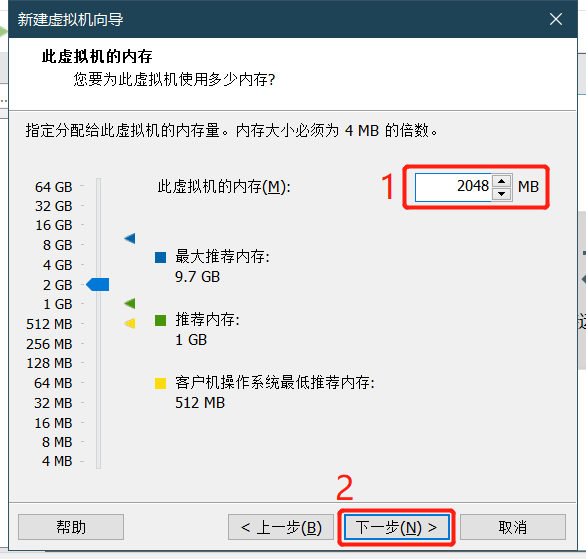 新建虚拟机向导
此虚拟机的内存
您要为此虚拟机使用多少内存?
指定分配给此虚拟机的内存量。内存大小必须为 4 MB 的倍数。
1
此虚拟机的内存(M):
2048 MB
64 GB
32 GB
16 GB
8 GB
4 GB
2 GB
1 GB
512 MB
256 MB
128 MB
64 MB
32 MB
16 MB
8 MB
4 MB
最大推荐内存:
9.7 GB
推荐内存:
1 GB
客户机操作系统最低推荐内存:
512 MB
2
帮助
< 上一步(B)
下一步(N) >
取消